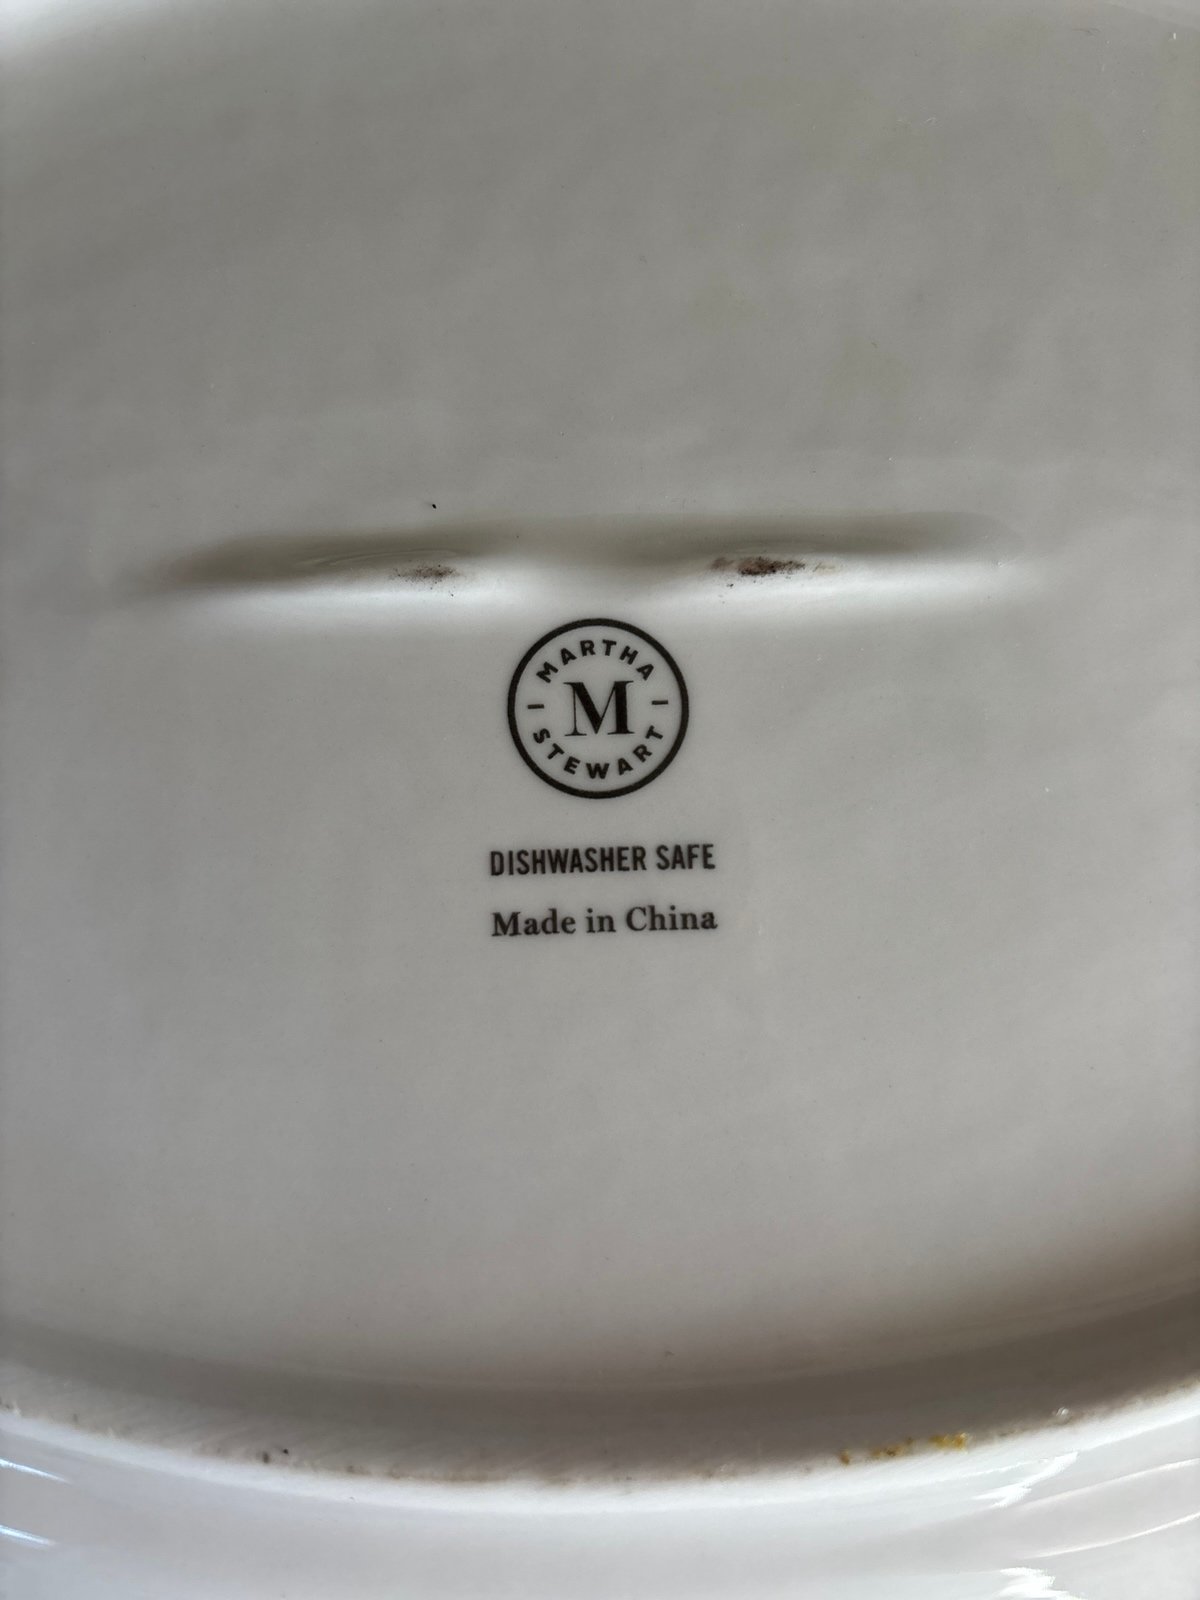 MARTHA
M
STEWART
DISHWASHER SAFE
Made in China